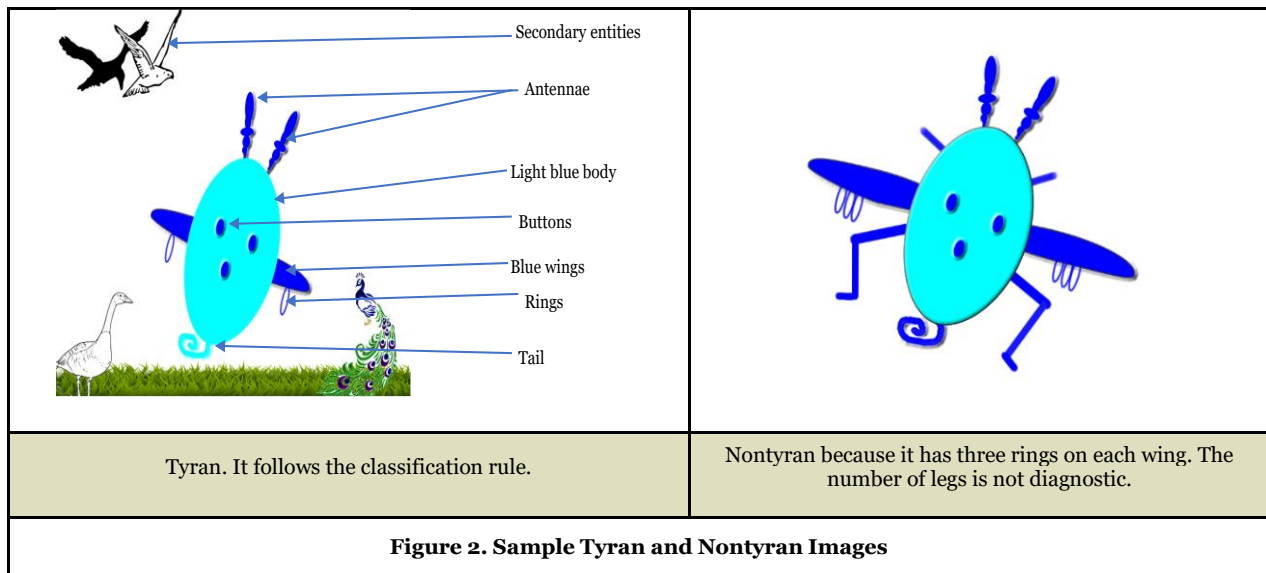 Secondary entities
Antennae
Light blue body
Buttons
Blue wings
Rings
Tail
Tyran. It follows the classification rule.
Nontyran because it has three rings on each wing. The
number of legs is not diagnostic.
Figure 2. Sample Tyran and Nontyran Images